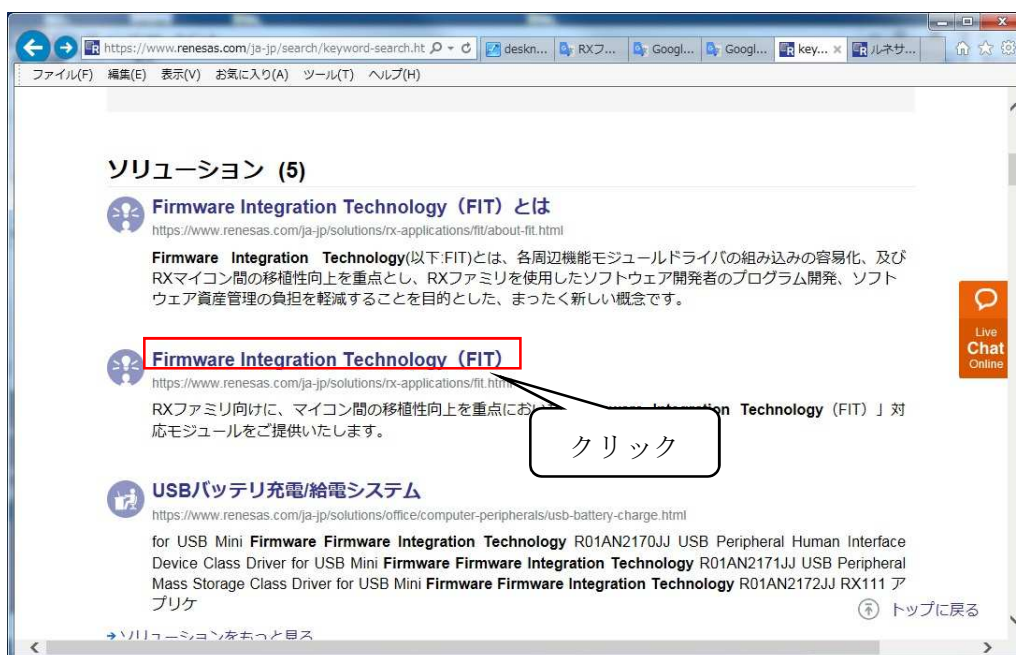 https://www.renesas.com/ja-jp/search/keyword-search.ht
deskn...
RXフ...
Googl...
Googl...
key...
ルネサ...
ファイル(F) 編集(E) 表示(V) お気に入り(A) ツール(T) ヘルプ(H)
ソリューション (5)
Firmware Integration Technology（FIT）とは
https://www.renesas.com/ja-jp/solutions/rx-applications/fit/about-fit.html
Firmware Integration Technology(以下:FIT)とは、各周辺機能モジュールドライバの組み込みの容易化、及び
RXマイコン間の移植性向上を重点とし、RXファミリを使用したソフトウェア開発者のプログラム開発、ソフト
ウェア資産管理の負担を軽減することを目的とした、まったく新しい概念です。
Firmware Integration Technology（FIT）
https://www.renesas.com/ja-jp/solutions/rx-applications/fit.html
RXファミリ向けに、マイコン間の移植性向上を重点にお Integration Technology（FIT）」対
応モジュールをご提供いたします。
クリック
USBバッテリ充電/給電システム
https://www.renesas.com/ja-jp/solutions/office/computer-peripherals/usb-battery-charge.html
for USB Mini Firmware Firmware Integration Technology R01AN2170JJ USB Peripheral Human Interface
Device Class Driver for USB Mini Firmware Firmware Integration Technology R01AN2171JJ USB Peripheral
Mass Storage Class Driver for USB Mini Firmware Firmware Integration Technology R01AN2172JJ RX111 ア
プリケ
トップに戻る
ソリューションをもっと見る
Live
Chat
Online